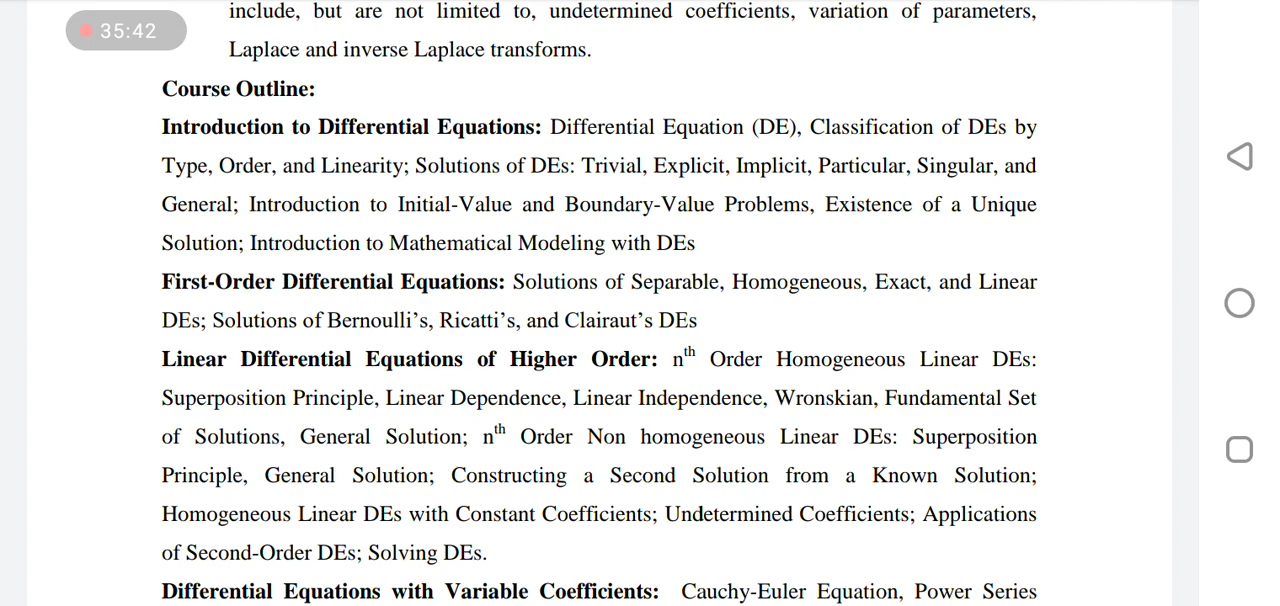 include, but are not limited to, undetermined coefficients, variation of parameters,
35:42
Laplace and inverse Laplace transforms.
Course Outline:
Introduction to Differential Equations: Differential Equation (DE), Classification of DEs by
Type, Order, and Linearity; Solutions of DEs: Trivial, Explicit, Implicit, Particular, Singular, and
General; Introduction to Initial-Value and Boundary-Value Problems, Existence of a Unique
Solution; Introduction to Mathematical Modeling with DEs
First-Order Differential Equations: Solutions of Separable, Homogeneous, Exact, and Linear
DEs; Solutions of Bernoulli’s, Ricatti’s, and Clairaut’s DEs
Linear Differential Equations of Higher Order: nth Order Homogeneous Linear DEs:
Superposition Principle, Linear Dependence, Linear Independence, Wronskian, Fundamental Set
of Solutions, General Solution; nth Order Non homogeneous Linear DEs: Superposition
Principle, General Solution; Constructing a Second Solution from a Known Solution;
Homogeneous Linear DEs with Constant Coefficients; Undetermined Coefficients; Applications
of Second-Order DEs; Solving DEs.
Differential Equations with Variable Coefficients: Cauchy-Euler Equation, Power Series